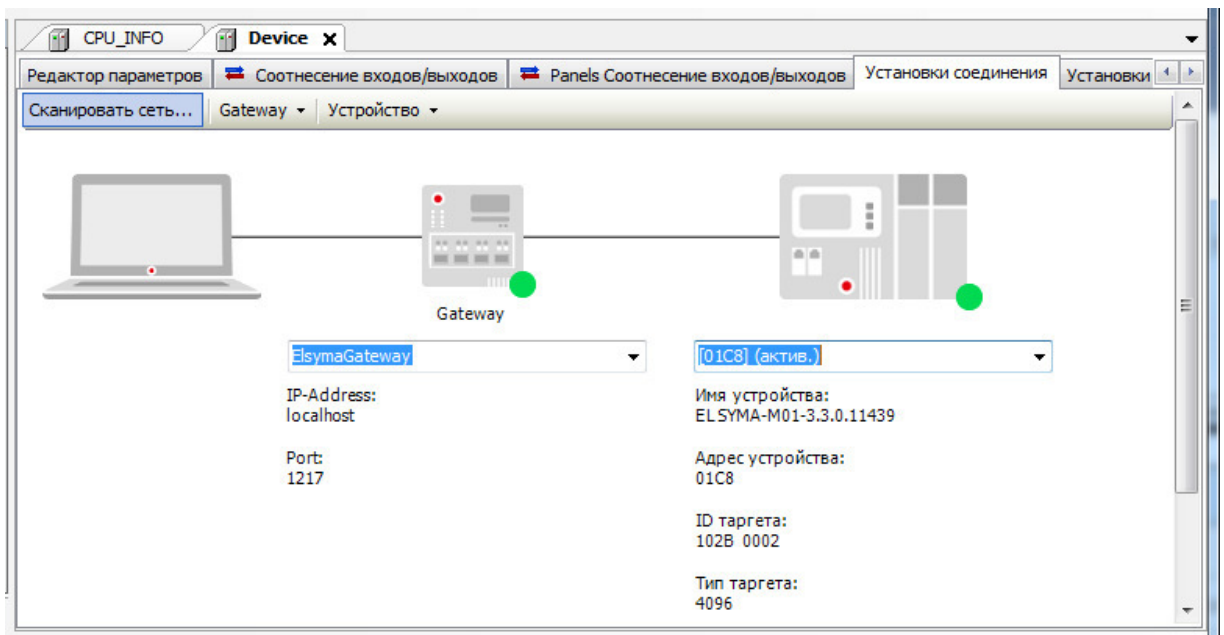 CPU_INFO
Device
Редактор параметров
Соотнесение входов/выходов
Panels Соотнесение входов/выходов
Установки соединения
Установки
Сканировать сеть...
Gateway
Устройство
Gateway
ElsymaGateway
[01C8] (актив.)
IP-Address:
localhost
Имя устройства:
ELSYMA-M01-3.3.0.11439
Port:
1217
Адрес устройства:
01C8
ID таргета:
102B 0002
Тип таргета:
4096